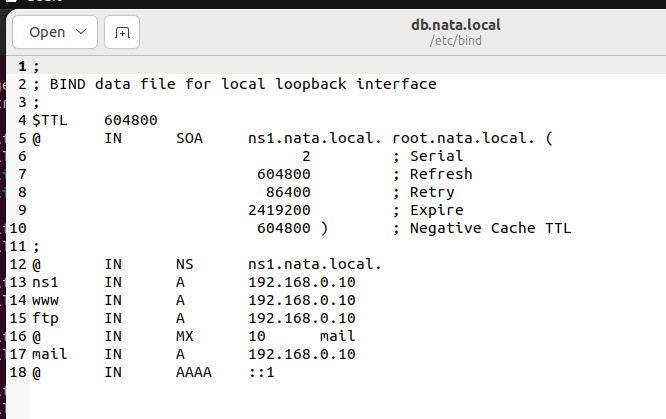 Open
db.nata.local
/etc/bind
1 ;
2 ; BIND data file for local loopback interface
3 ;
4 $TTL    604800
5 @       IN      SOA     ns1.nata.local. root.nata.local. (
6                               2         ; Serial
7                          604800         ; Refresh
8                           86400         ; Retry
9                         2419200         ; Expire
10                         604800 )       ; Negative Cache TTL
11 ;
12 @       IN      NS      ns1.nata.local.
13 ns1     IN      A       192.168.0.10
14 www     IN      A       192.168.0.10
15 ftp     IN      A       192.168.0.10
16 @       IN      MX      10      mail
17 mail    IN      A       192.168.0.10
18 @       IN      AAAA    ::1